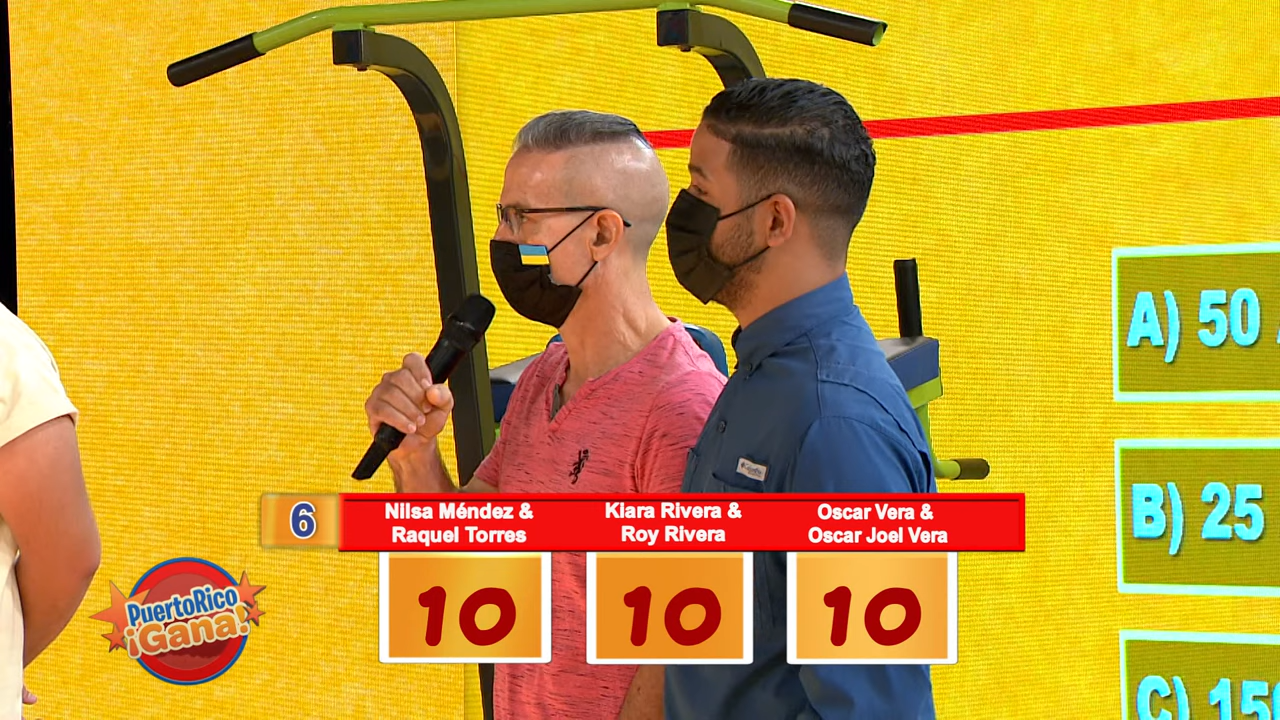 A) 50
B) 25
C) 15
6
Nilsa Méndez &
Raquel Torres
Kiara Rivera &
Roy Rivera
Oscar Vera &
Oscar Joel Vera
10
10
10
PuertoRico
¡Gana!
Columbia